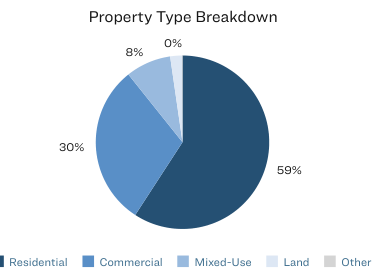 Property Type Breakdown
0%
8%
30%
59%
Residential Commercial Mixed-Use Land Other